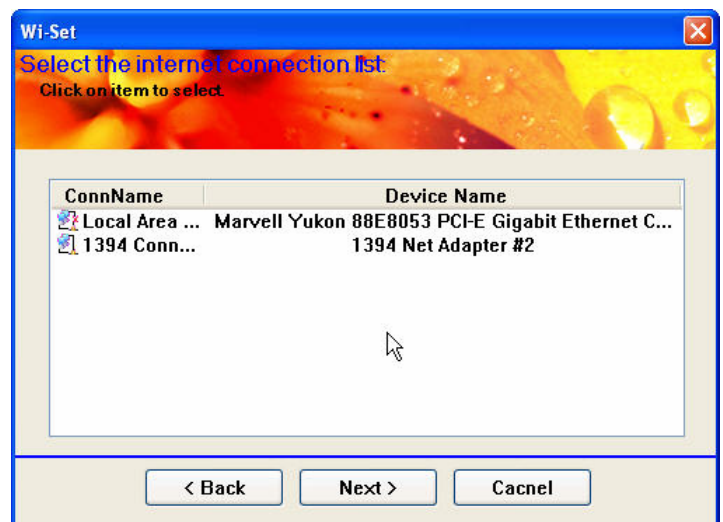 Wi-Set
Select the internet connection list:
Click on item to select.
ConnName Device Name
Local Area ... Marvell Yukon 88E8053 PCI-E Gigabit Ethernet C...
1394 Conn... 1394 Net Adapter #2
< Back Next > Cacnel